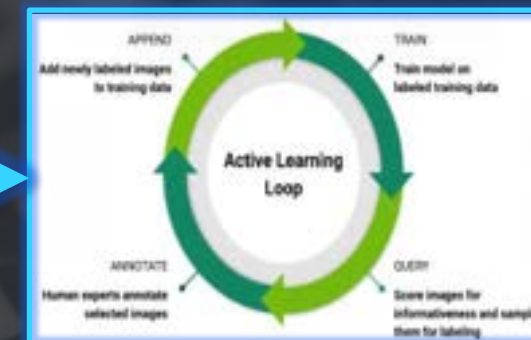 APPEND
Add newly labeled images
to training data
TRAIN
Train model on
labeled training data
Active Learning
Loop
ANNOTATE
Human experts annotate
selected images
QUERY
Score images for
informativeness and sample
them for labeling